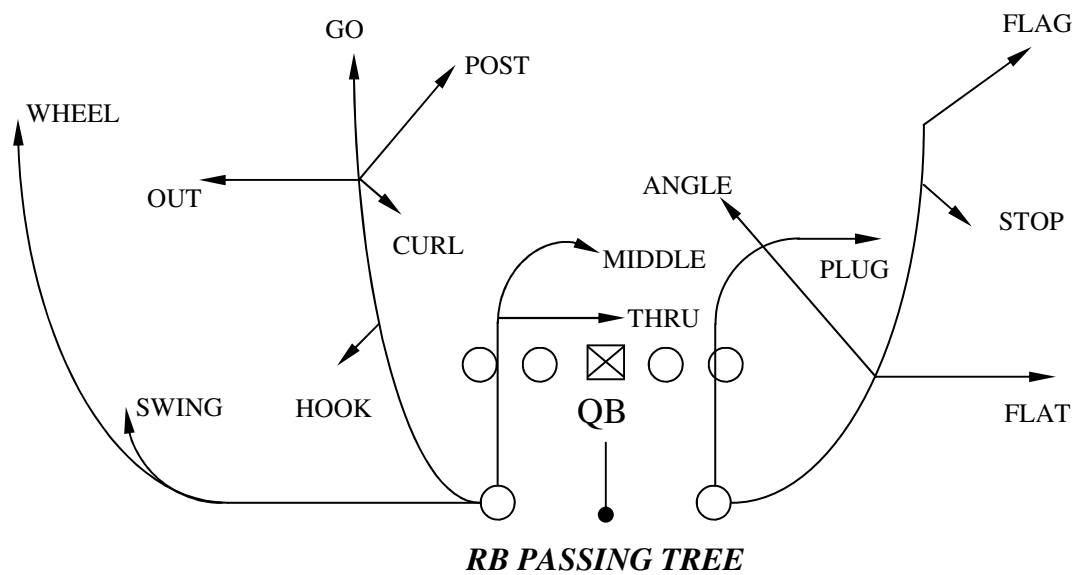 FLAG
GO
POST
WHEEL
OUT
ANGLE
STOP
CURL
MIDDLE
PLUG
THRU
SWING
HOOK
QB
FLAT
RB PASSING TREE